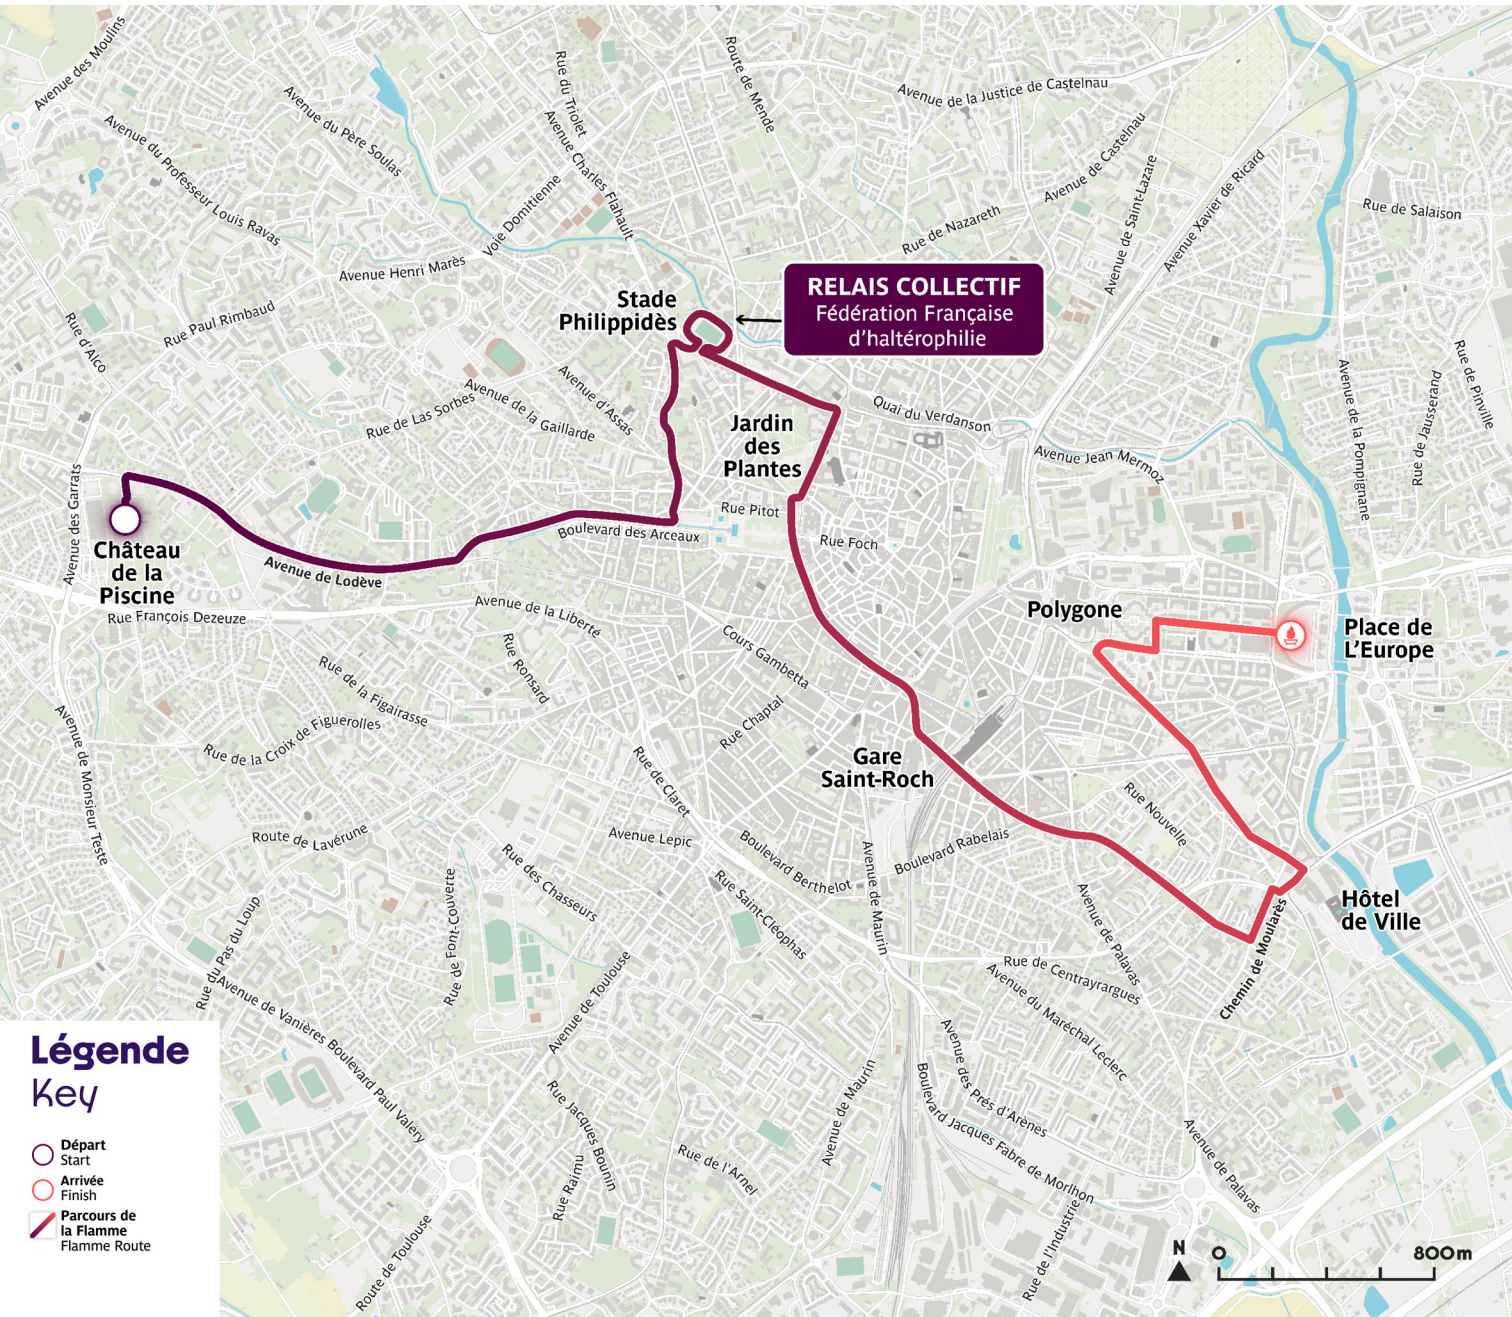 Avenue des Moulins
Avenue du Père Soulas
Avenue du Professeur Louis Ravas
Rue du Triolet
Avenue Charles Flahault
Route de Mende
Avenue de la Justice de Castelnau
Avenue de Castelnau
Avenue de Saint-Lazare
Avenue Xavier de Ricard
Rue de Salaison
Voie Domitienne
Avenue Henri Marès
Rue de Nazareth
Rue Paul Rimbaud
Rue d'Alco
Stade
Philippidès
RELAIS COLLECTIF
Fédération Française
d'haltérophilie
Rue de Las Sorbes
Avenue de la Gaillarde
Avenue d'Assas
Jardin
des
Plantes
Quai du Verdanson
Avenue Jean Mermoz
Avenue de la Pompignane
Rue de Jausserand
Rue de Pinville
Avenue des Garrats
Rue Pitot
Rue Foch
Boulevard des Arceaux
Château
de la
Piscine
Avenue de Lodève
Rue François Dezeuze
Avenue de la Liberté
Cours Gambetta
Polygone
Place de
L'Europe
Rue Ronsard
Rue de la Figairasse
Rue de la Croix de Figuerolles
Rue Chaptal
Avenue de Monsieur Teste
Rue de Claret
Gare
Saint-Roch
Rue Nouvelle
Route de Lavérune
Avenue Lepic
Boulevard Berthelot
Boulevard Rabelais
Avenue de Maurin
Rue des Chasseurs
Rue Saint-Cléophas
Rue de Font-Couverte
Rue du Pas du Loup
Avenue de Palavas
Hôtel
de Ville
Chemin de Moularès
Rue de Centrayrargues
Avenue du Maréchal Leclerc
Avenue de Toulouse
Avenue de Vanières
Boulevard Paul Valéry
Avenue des Prés d'Arènes
Boulevard Jacques Fabre de Morlhon
Avenue de Maurin
Rue Jacques Bounin
Rue Raimu
Rue de l'Arnel
Avenue de Palavas
Rue de l'Industrie
Route de Toulouse
Légende
Key
Départ
Start
Arrivée
Finish
Parcours de
la Flamme
Flamme Route
N
0
800m